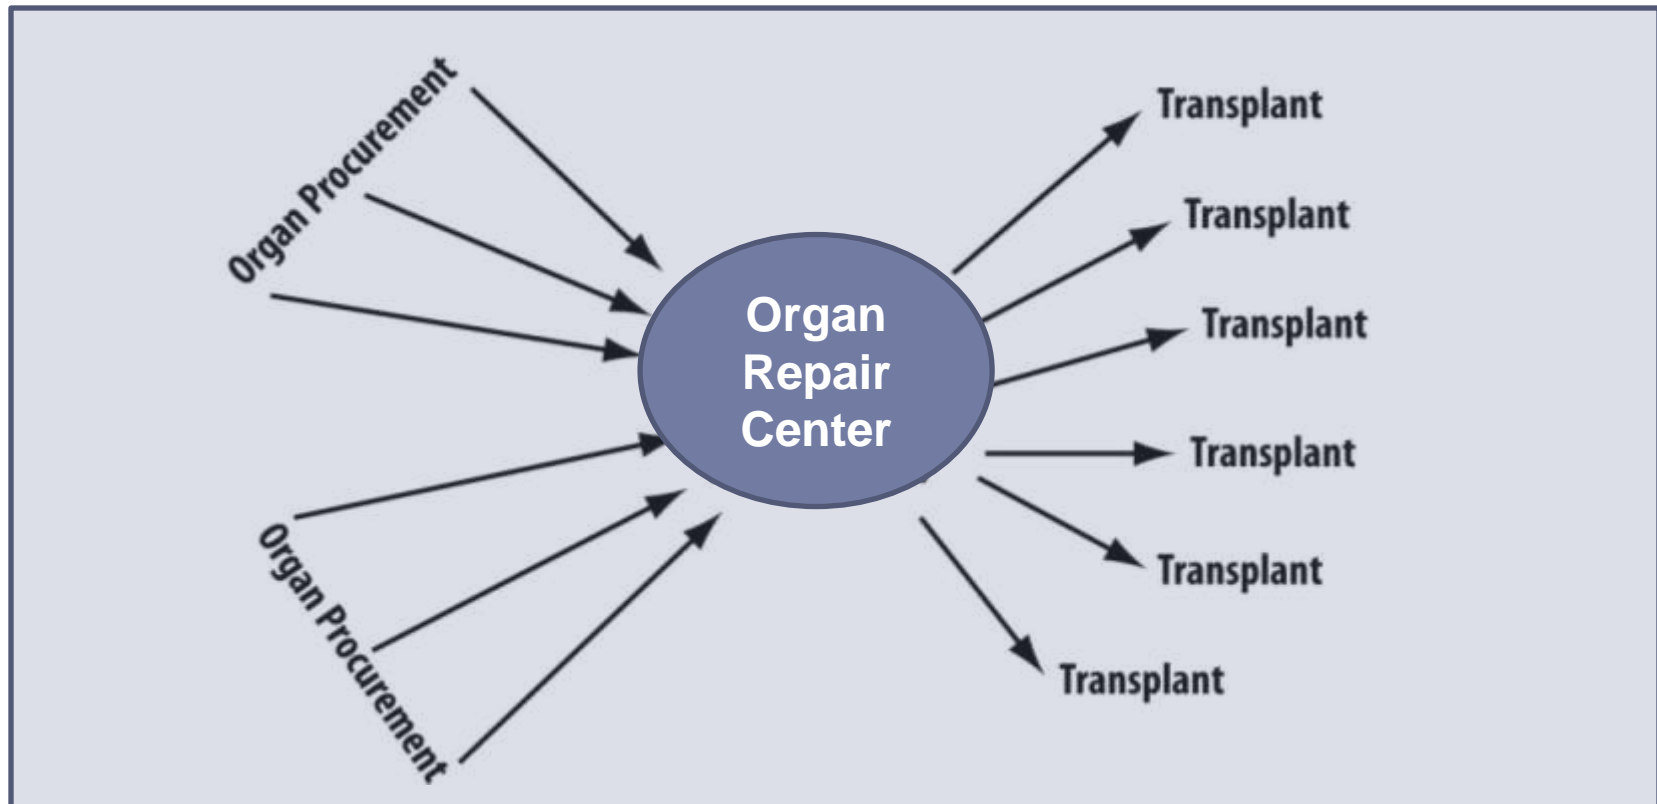 Organ Procurement
Organ Procurement
Organ
Repair
Center
Transplant
Transplant
Transplant
Transplant
Transplant
Transplant